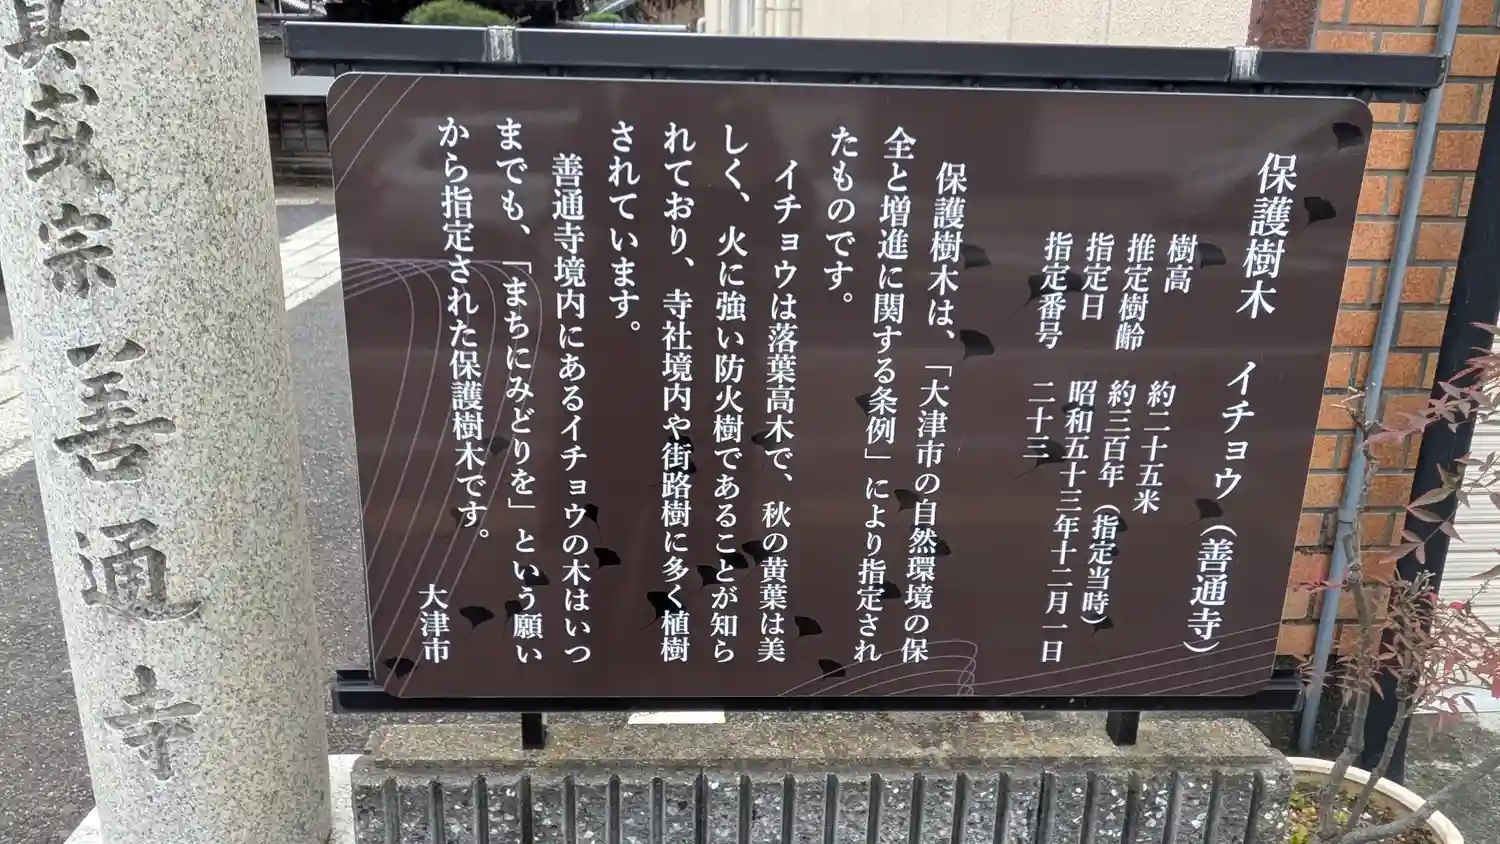 真宗 善通寺
保護樹木 イチョウ（善通寺）
樹高 約二十五米
推定樹齢 約三百年（指定当時）
指定日 昭和五十三年十二月一日
指定番号 二十三
保護樹木は、「大津市の自然環境の保
全と増進に関する条例」により指定され
たものです。
イチョウは落葉高木で、秋の黄葉は美
しく、火に強い防火樹であることが知ら
れており、寺社境内や街路樹に多く植樹
されています。
善通寺境内にあるイチョウの木はいつ
までも、「まちにみどりを」という願い
から指定された保護樹木です。
大津市